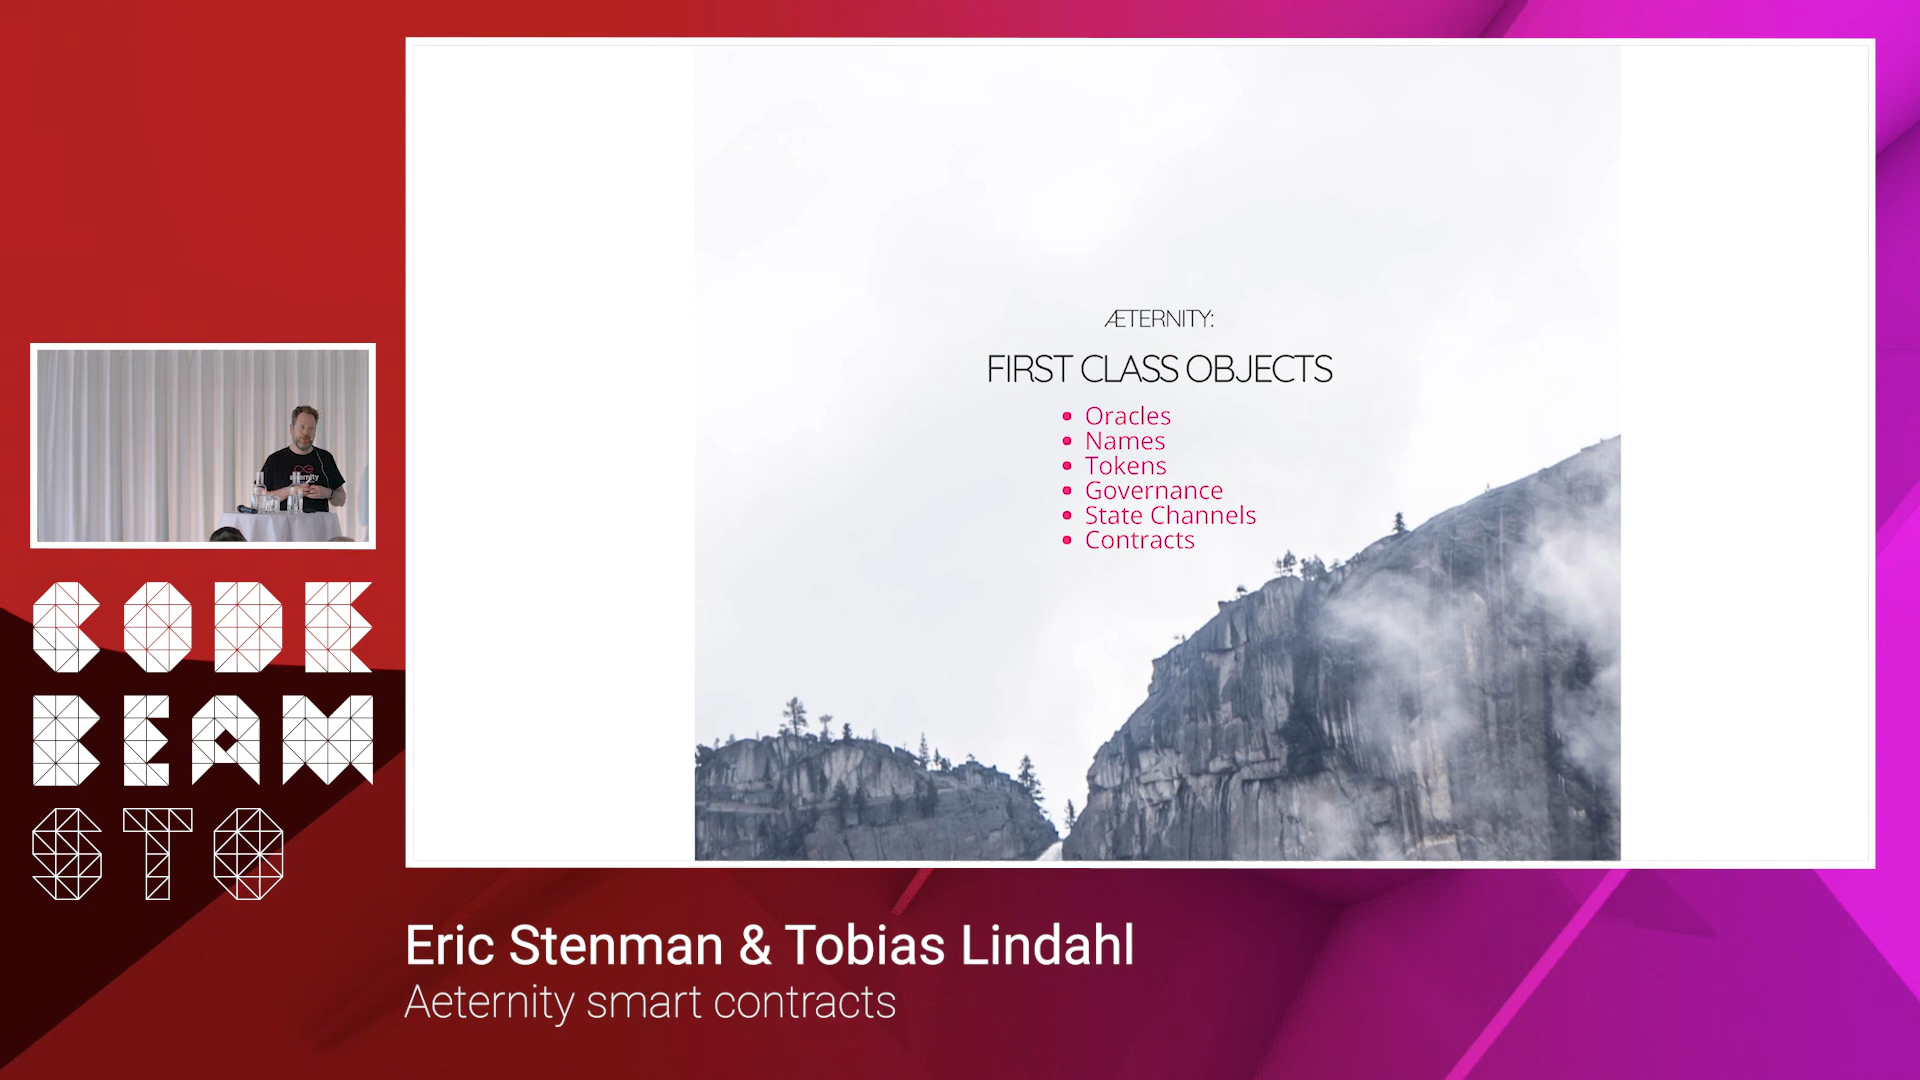 ÆTERNITY:
FIRST CLASS OBJECTS
Oracles
Names
Tokens
Governance
State Channels
Contracts
CODE
BEAM
STO
Eric Stenman & Tobias Lindahl
Aeternity smart contracts